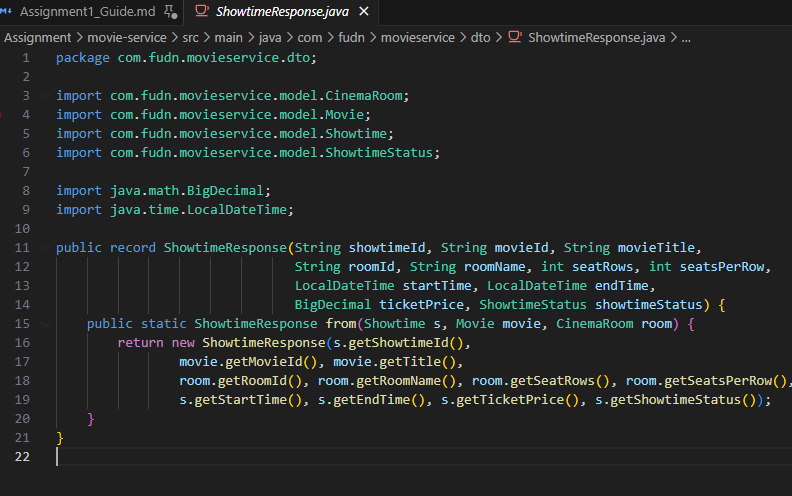 Assignment1_Guide.md
ShowtimeResponse.java
Assignment > movie-service > src > main > java > com > fudn > movieservice > dto > ShowtimeResponse.java > ...
1 package com.fudn.movieservice.dto;
2
3 import com.fudn.movieservice.model.CinemaRoom;
4 import com.fudn.movieservice.model.Movie;
5 import com.fudn.movieservice.model.Showtime;
6 import com.fudn.movieservice.model.ShowtimeStatus;
7
8 import java.math.BigDecimal;
9 import java.time.LocalDateTime;
10
11 public record ShowtimeResponse(String showtimeId, String movieId, String movieTitle,
12 String roomId, String roomName, int seatRows, int seatsPerRow,
13 LocalDateTime startTime, LocalDateTime endTime,
14 BigDecimal ticketPrice, ShowtimeStatus showtimeStatus) {
15 public static ShowtimeResponse from(Showtime s, Movie movie, CinemaRoom room) {
16 return new ShowtimeResponse(s.getShowtimeId(),
17 movie.getMovieId(), movie.getTitle(),
18 room.getRoomId(), room.getRoomName(), room.getSeatRows(), room.getSeatsPerRow(),
19 s.getStartTime(), s.getEndTime(), s.getTicketPrice(), s.getShowtimeStatus());
20 }
21 }
22